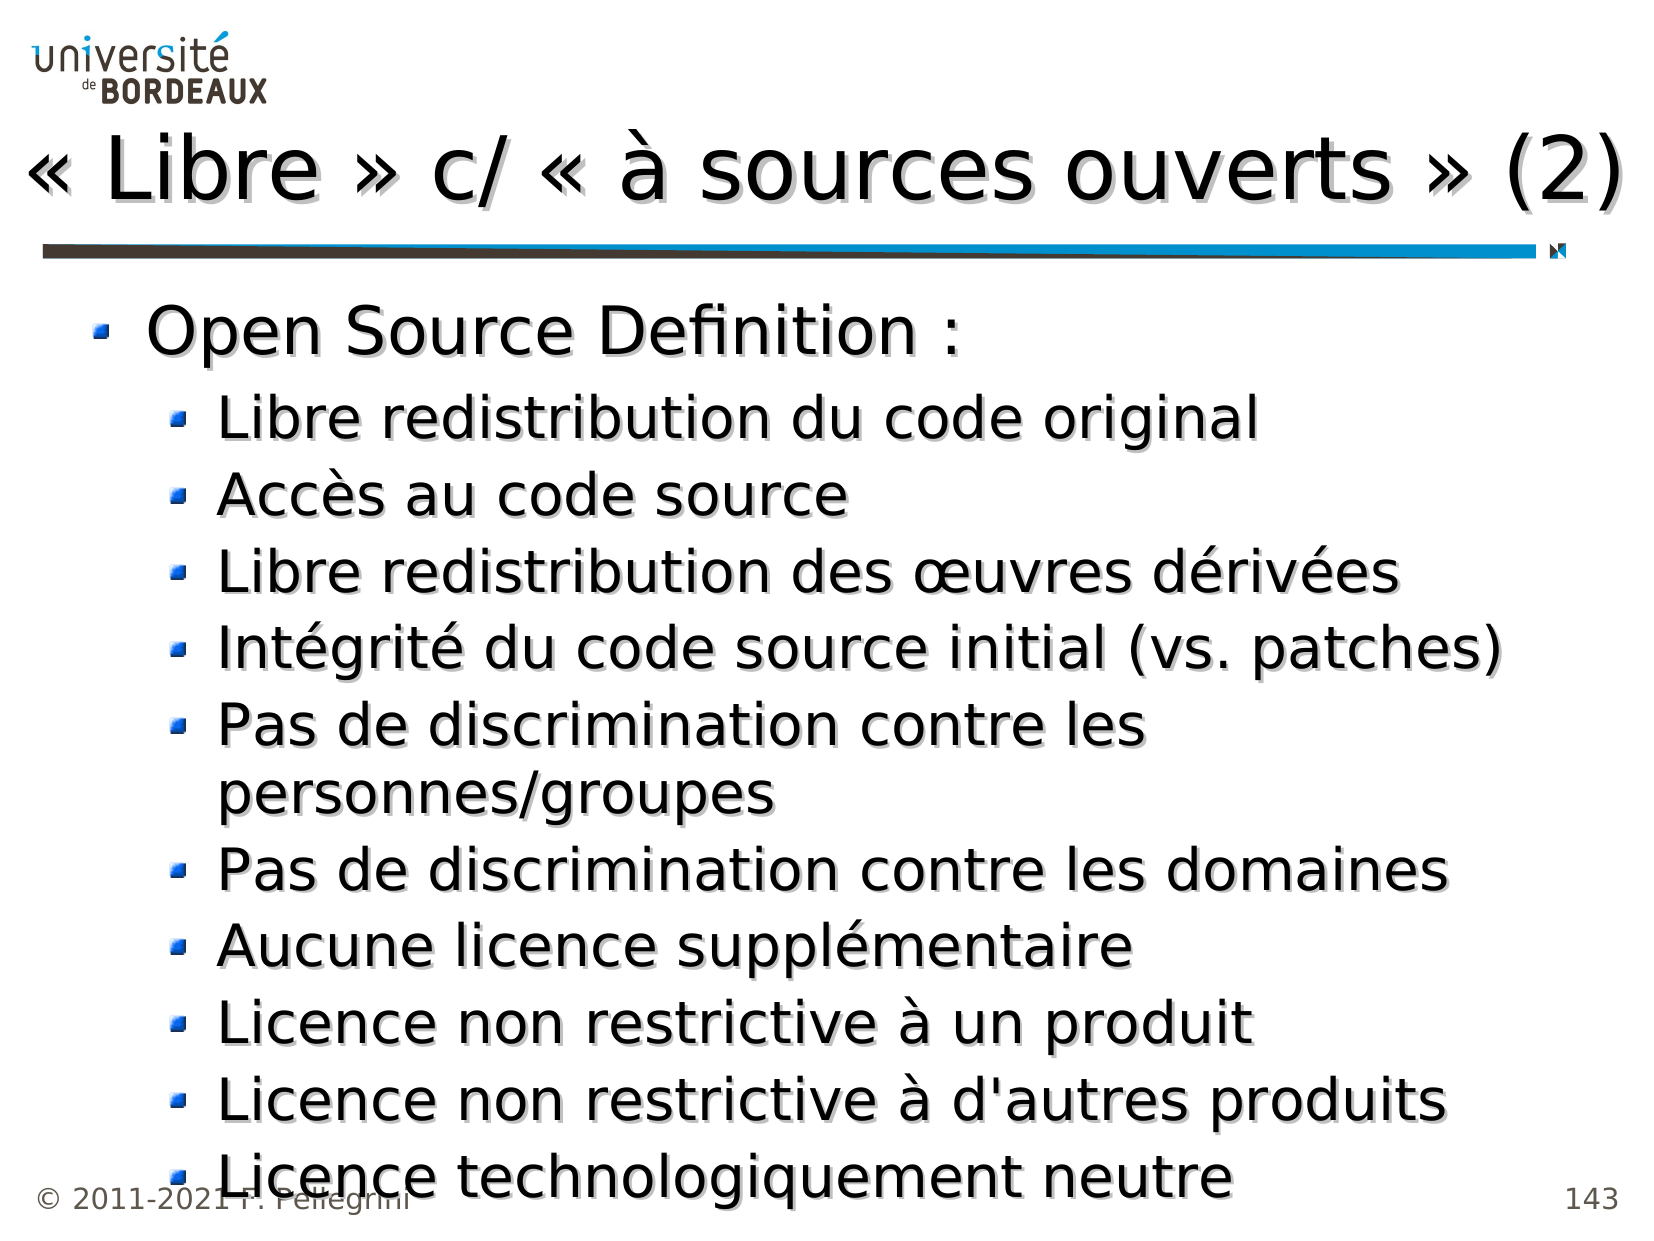 université
de BORDEAUX
« Libre » c/ « à sources ouverts » (2)
Open Source Definition :
Libre redistribution du code original
Accès au code source
Libre redistribution des œuvres dérivées
Intégrité du code source initial (vs. patches)
Pas de discrimination contre les
personnes/groupes
Pas de discrimination contre les domaines
Aucune licence supplémentaire
Licence non restrictive à un produit
Licence non restrictive à d'autres produits
Licence technologiquement neutre
© 2011-2021 F. Pellegrini
143